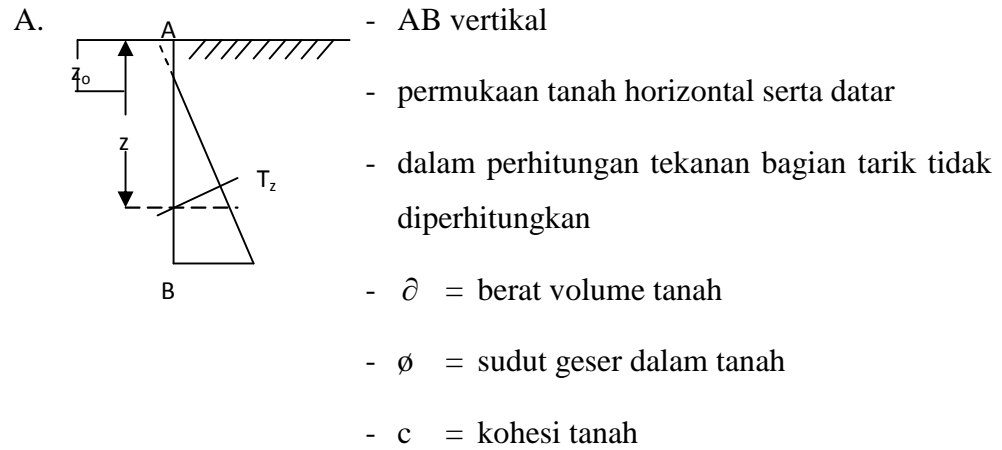 A.
A
z₀
z
T_z
B
- AB vertikal
- permukaan tanah horizontal serta datar
- dalam perhitungan tekanan bagian tarik tidak
diperhitungkan
- ∂ = berat volume tanah
- ø = sudut geser dalam tanah
- c = kohesi tanah